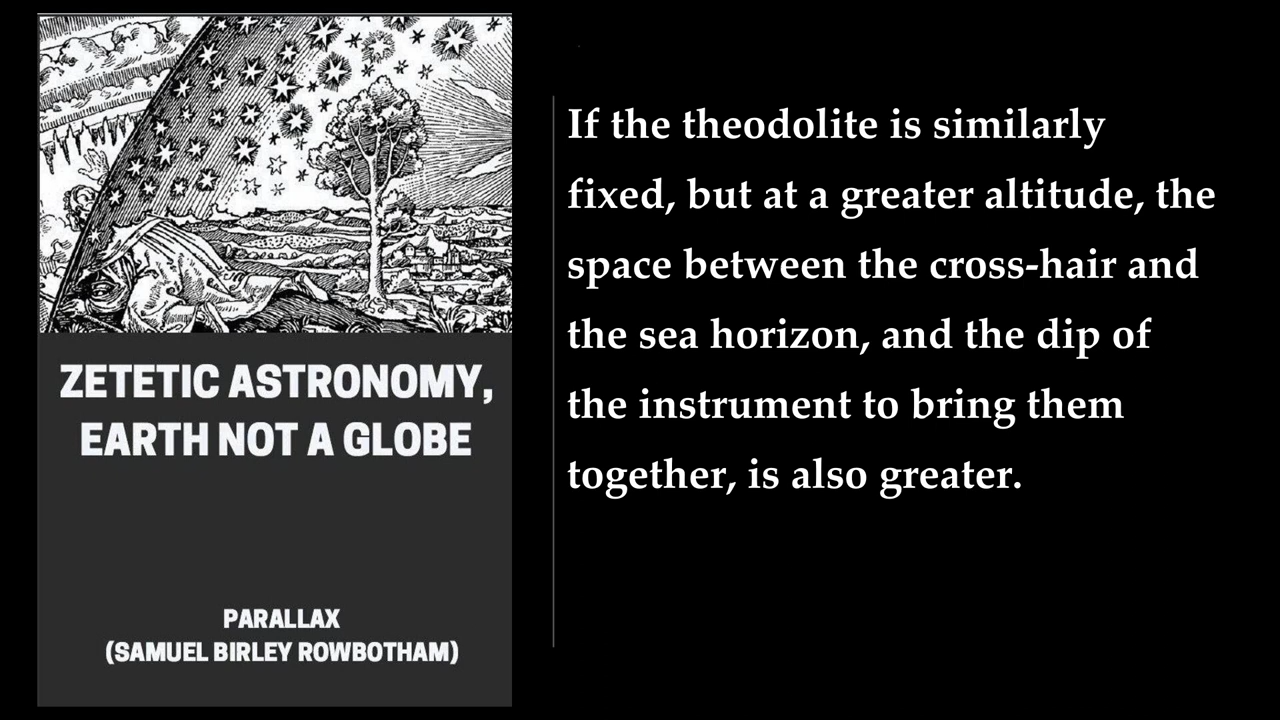 ZETETIC ASTRONOMY,
EARTH NOT A GLOBE
PARALLAX
(SAMUEL BIRLEY ROWBOTHAM)
If the theodolite is similarly
fixed, but at a greater altitude, the
space between the cross-hair and
the sea horizon, and the dip of
the instrument to bring them
together, is also greater.